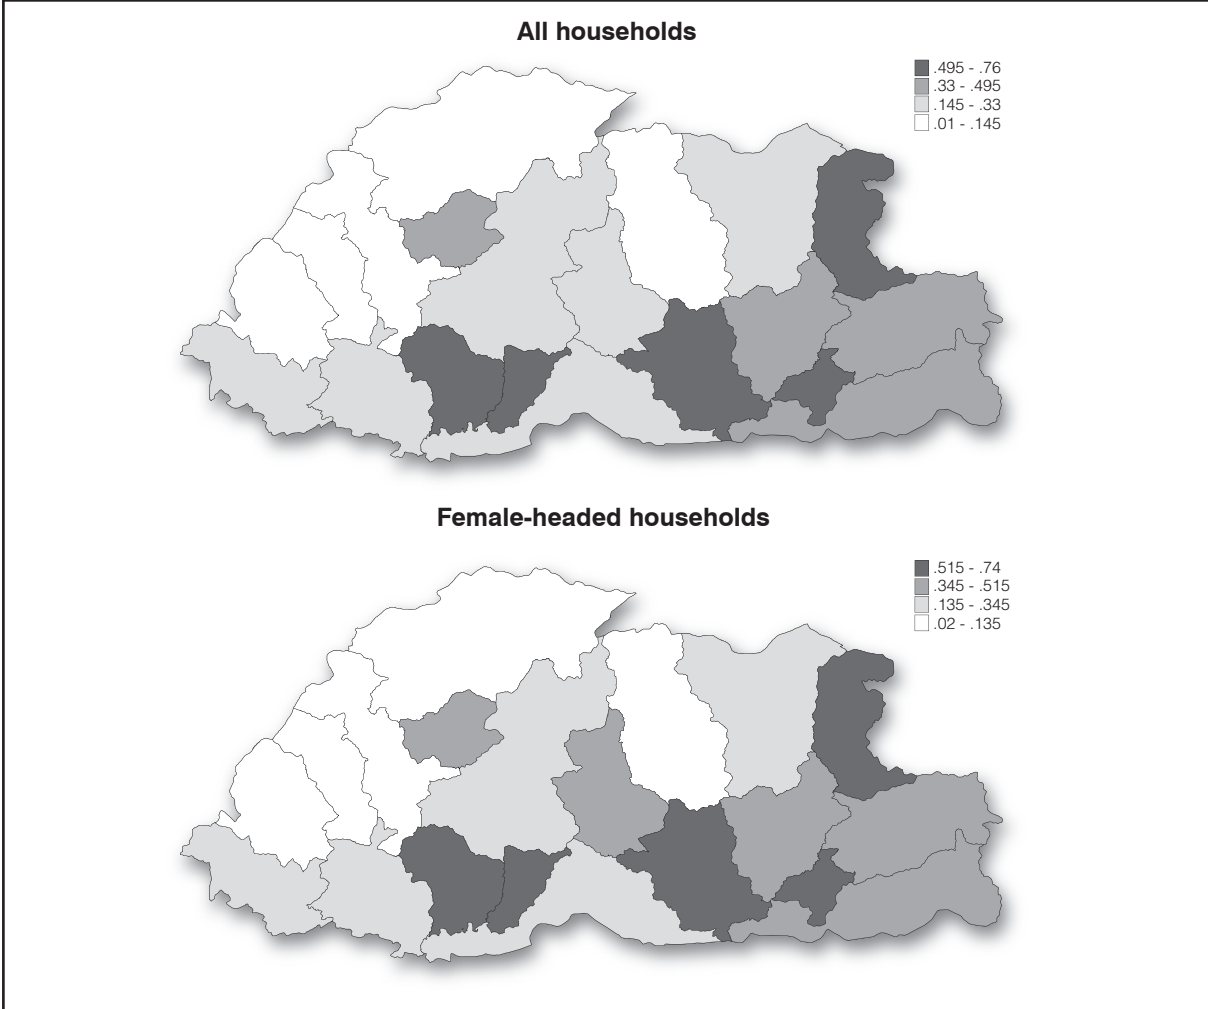 All households
.495 - .76
.33 - .495
.145 - .33
.01 - .145
Female-headed households
.515 - .74
.345 - .515
.135 - .345
.02 - .135